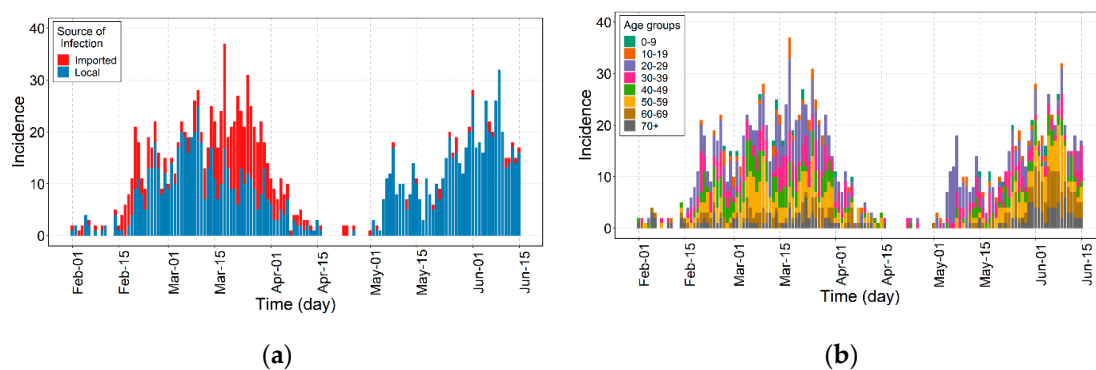 40
30
20
10
0
Incidence
Source of
Infection
Imported
Local
Feb-01
Feb-15
Mar-01
Mar-15
Apr-01
Apr-15
May-01
May-15
Jun-01
Jun-15
Time (day)
(a)
40
30
20
10
0
Incidence
Age groups
0-9
10-19
20-29
30-39
40-49
50-59
60-69
70+
Feb-01
Feb-15
Mar-01
Mar-15
Apr-01
Apr-15
May-01
May-15
Jun-01
Jun-15
Time (day)
(b)